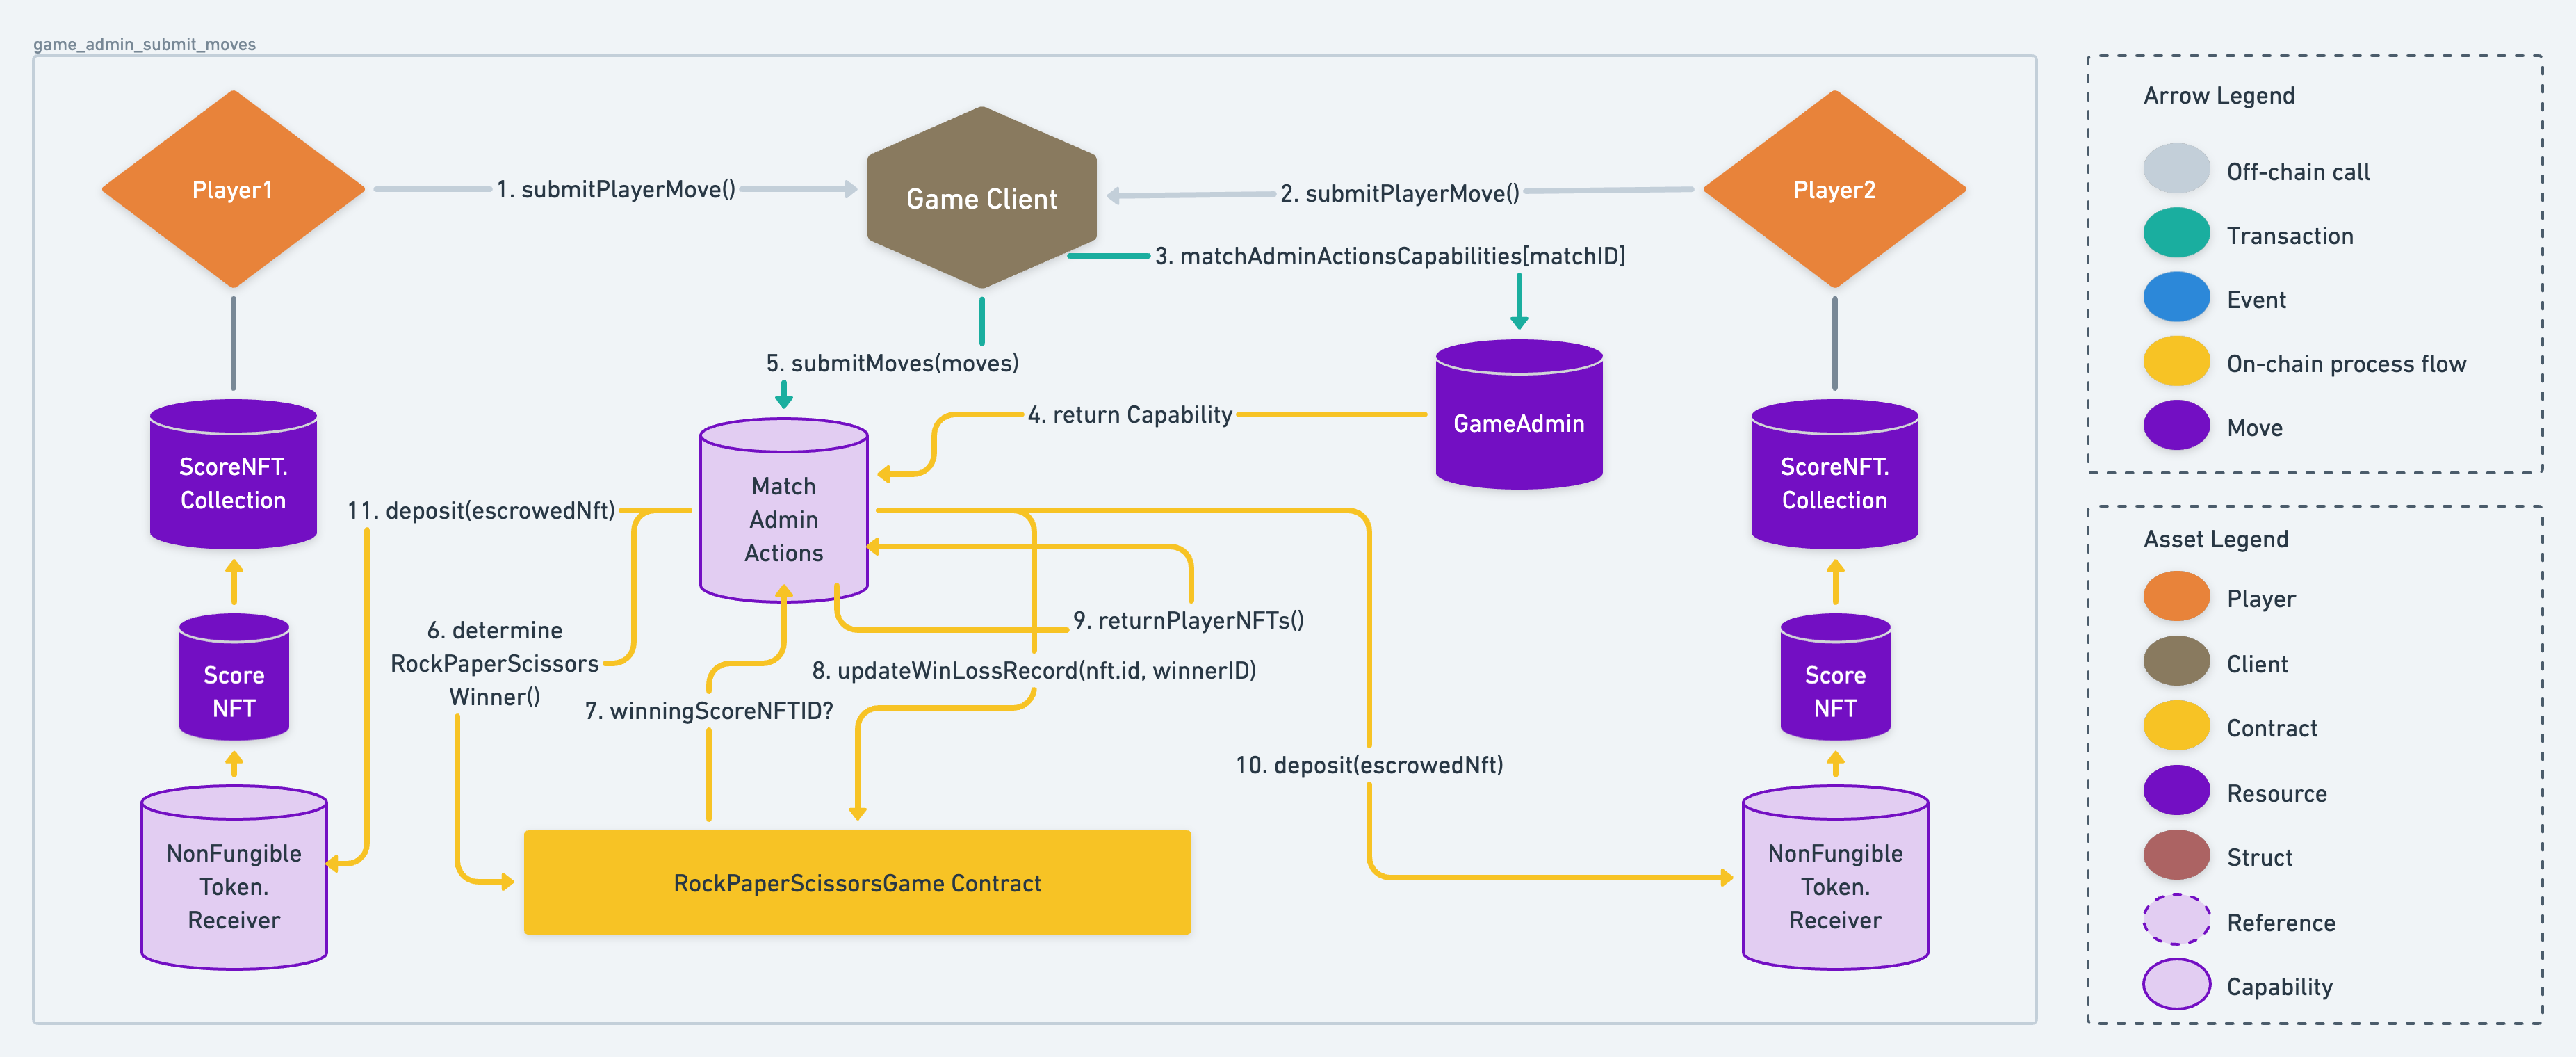 game_admin_submit_moves
Player1
1. submitPlayerMove()
Game Client
2. submitPlayerMove()
Player2
3. matchAdminActionsCapabilities[matchID]
5. submitMoves(moves)
4. return Capability
GameAdmin
ScoreNFT.
Collection
Match
Admin
Actions
ScoreNFT.
Collection
11. deposit(escrowedNft)
6. determine
RockPaperScissors
Winner()
9. returnPlayerNFTs()
8. updateWinLossRecord(nft.id, winnerID)
7. winningScoreNFTID?
Score
NFT
Score
NFT
10. deposit(escrowedNft)
NonFungible
Token.
Receiver
RockPaperScissorsGame Contract
NonFungible
Token.
Receiver
Arrow Legend
Off-chain call
Transaction
Event
On-chain process flow
Move
Asset Legend
Player
Client
Contract
Resource
Struct
Reference
Capability